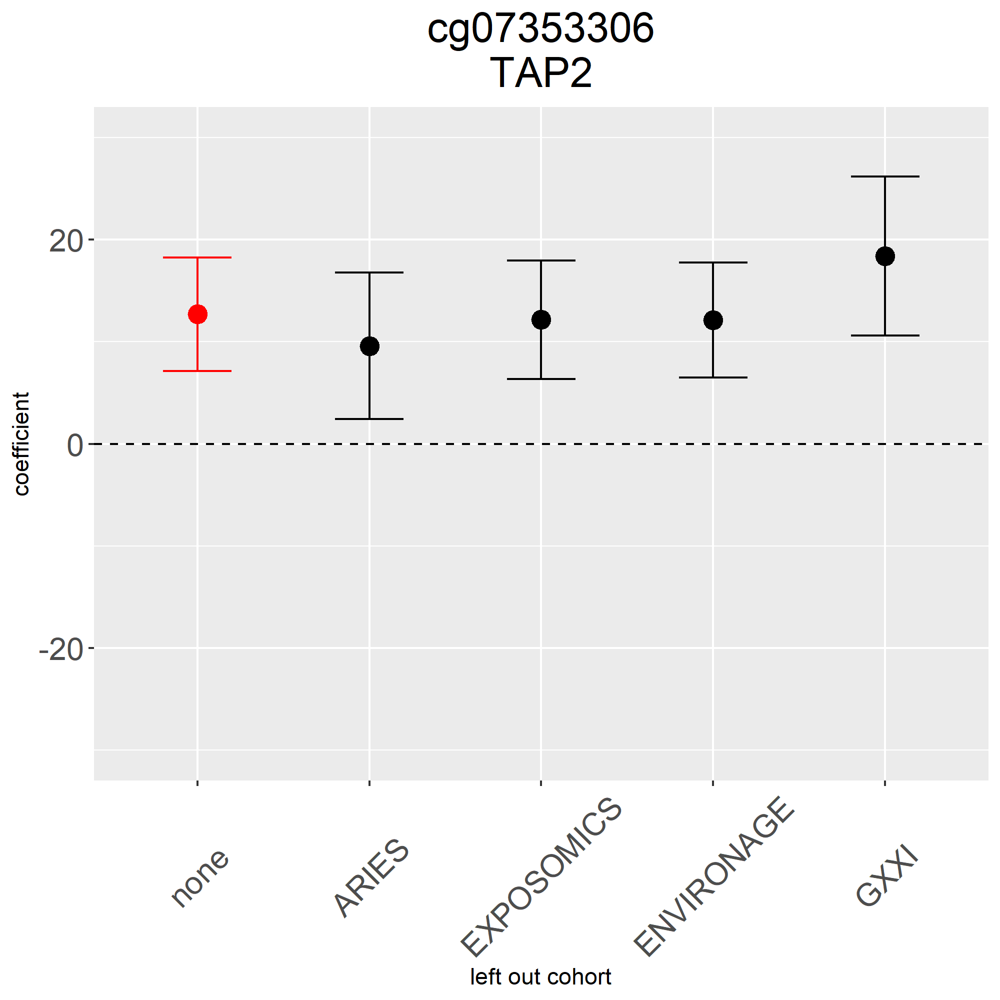 cg07353306
TAP2
20
0
-20
coefficient
none
ARIES
EXPOSOMICS
ENVIRONAGE
GXXI
left out cohort